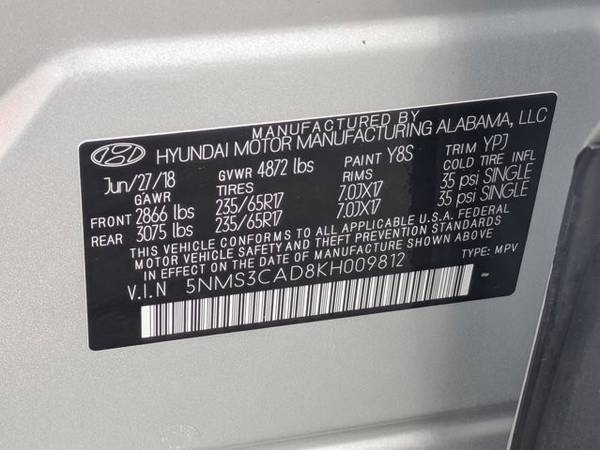 MANUFACTURED BY
HYUNDAI MOTOR MANUFACTURING ALABAMA, LLC
Jun/27/18 GVWR 4872 lbs PAINT Y8S TRIM YPJ
GAWR TIRES RIMS COLD TIRE INFL
FRONT 2866 lbs 235/65R17 7.0JX17 35 psi SINGLE
REAR 3075 lbs 235/65R17 7.0JX17 35 psi SINGLE
THIS VEHICLE CONFORMS TO ALL APPLICABLE U.S.A. FEDERAL
MOTOR VEHICLE SAFETY AND THEFT PREVENTION STANDARDS
IN EFFECT ON THE DATE OF MANUFACTURE SHOWN ABOVE.
V.I.N 5NMS3CAD8KH009812 TYPE: MPV